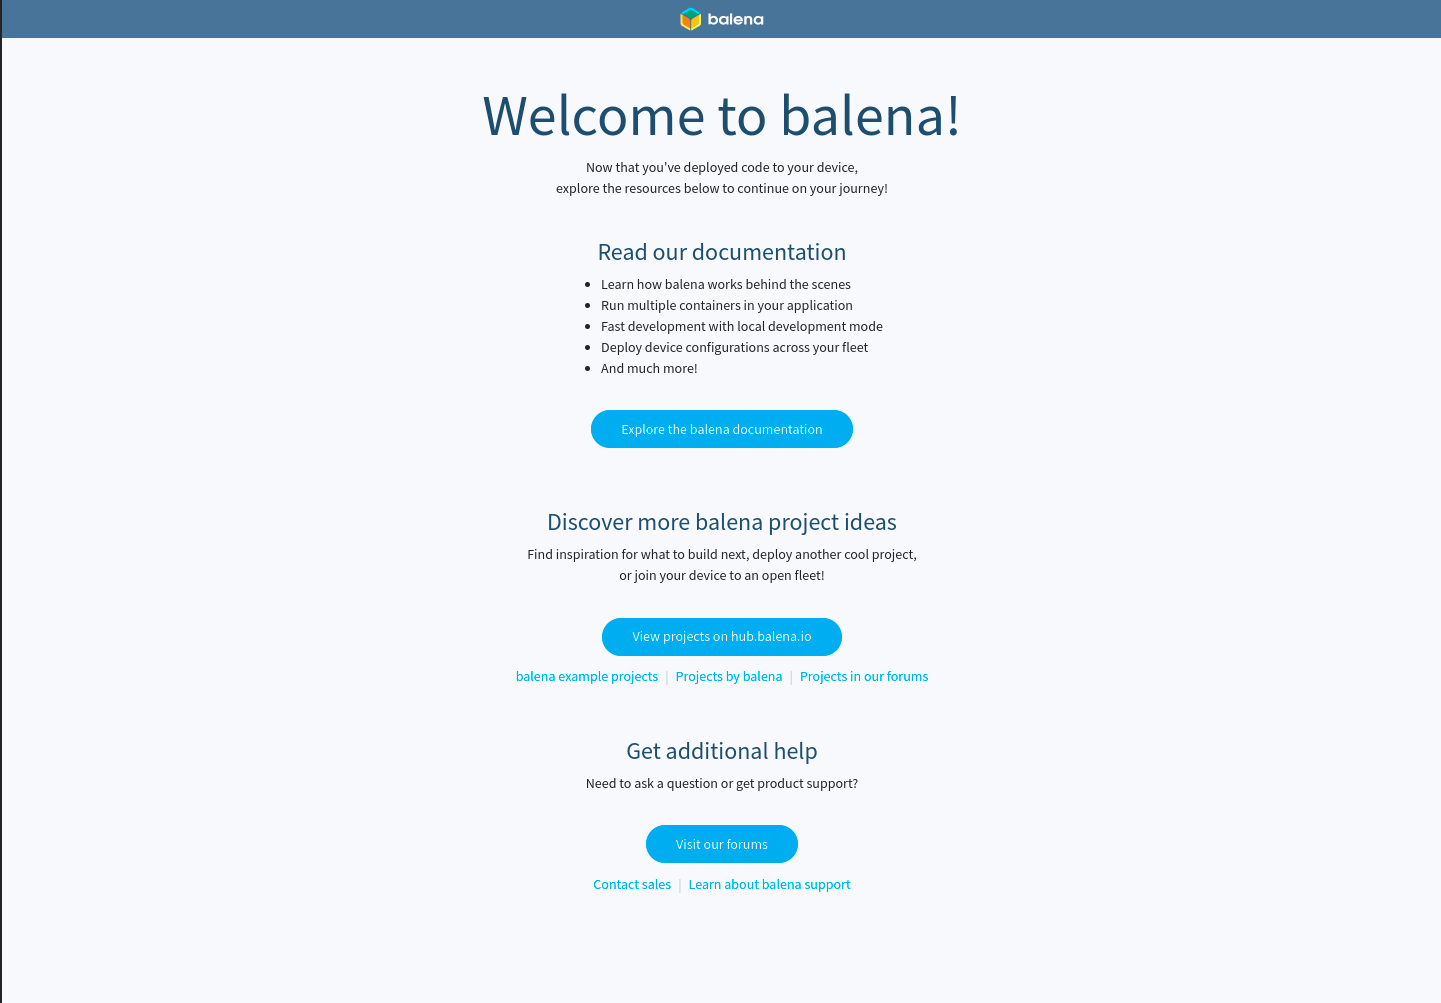 balena
Welcome to balena!
Now that you've deployed code to your device,
explore the resources below to continue on your journey!
Read our documentation
Learn how balena works behind the scenes
Run multiple containers in your application
Fast development with local development mode
Deploy device configurations across your fleet
And much more!
Explore the balena documentation
Discover more balena project ideas
Find inspiration for what to build next, deploy another cool project,
or join your device to an open fleet!
View projects on hub.balena.io
balena example projects | Projects by balena | Projects in our forums
Get additional help
Need to ask a question or get product support?
Visit our forums
Contact sales | Learn about balena support